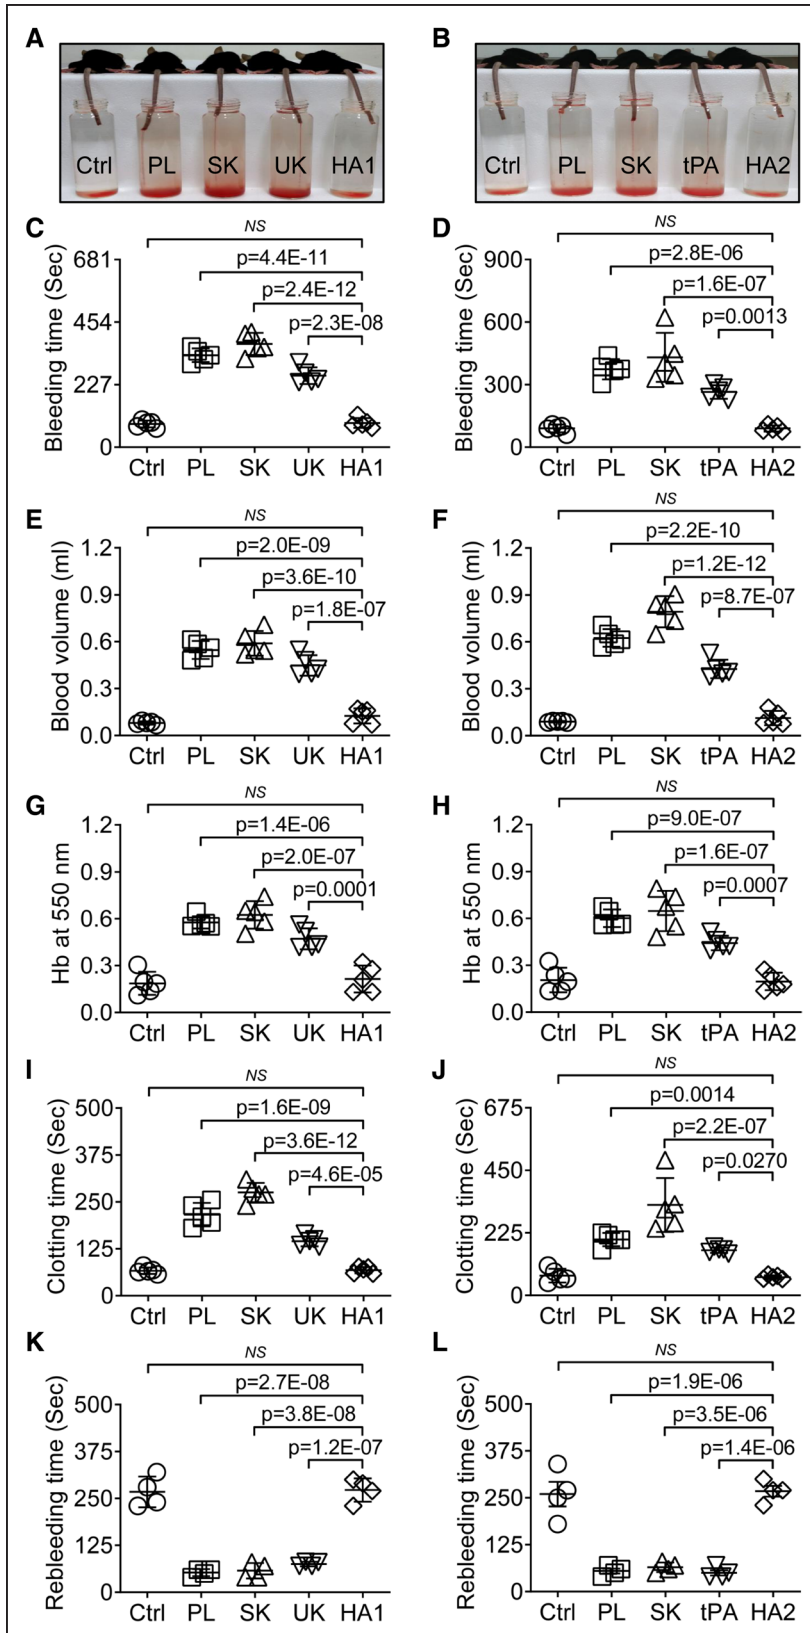 A
Ctrl PL SK UK HA1
B
Ctrl PL SK tPA HA2
C
Bleeding time (Sec)
681
454
227
0
NS
p=4.4E-11
p=2.4E-12
p=2.3E-08
Ctrl PL SK UK HA1
D
Bleeding time (Sec)
900
600
300
0
NS
p=2.8E-06
p=1.6E-07
p=0.0013
Ctrl PL SK tPA HA2
E
Blood volume (ml)
1.2
0.9
0.6
0.3
0.0
NS
p=2.0E-09
p=3.6E-10
p=1.8E-07
Ctrl PL SK UK HA1
F
Blood volume (ml)
1.2
0.9
0.6
0.3
0.0
NS
p=2.2E-10
p=1.2E-12
p=8.7E-07
Ctrl PL SK tPA HA2
G
Hb at 550 nm
1.2
0.9
0.6
0.3
0.0
NS
p=1.4E-06
p=2.0E-07
p=0.0001
Ctrl PL SK UK HA1
H
Hb at 550 nm
1.2
0.9
0.6
0.3
0.0
NS
p=9.0E-07
p=1.6E-07
p=0.0007
Ctrl PL SK tPA HA2
I
Clotting time (Sec)
500
375
250
125
0
NS
p=1.6E-09
p=3.6E-12
p=4.6E-05
Ctrl PL SK UK HA1
J
Clotting time (Sec)
675
450
225
0
NS
p=0.0014
p=2.2E-07
p=0.0270
Ctrl PL SK tPA HA2
K
Rebleeding time (Sec)
500
375
250
125
0
NS
p=2.7E-08
p=3.8E-08
p=1.2E-07
Ctrl PL SK UK HA1
L
Rebleeding time (Sec)
500
375
250
125
0
NS
p=1.9E-06
p=3.5E-06
p=1.4E-06
Ctrl PL SK tPA HA2